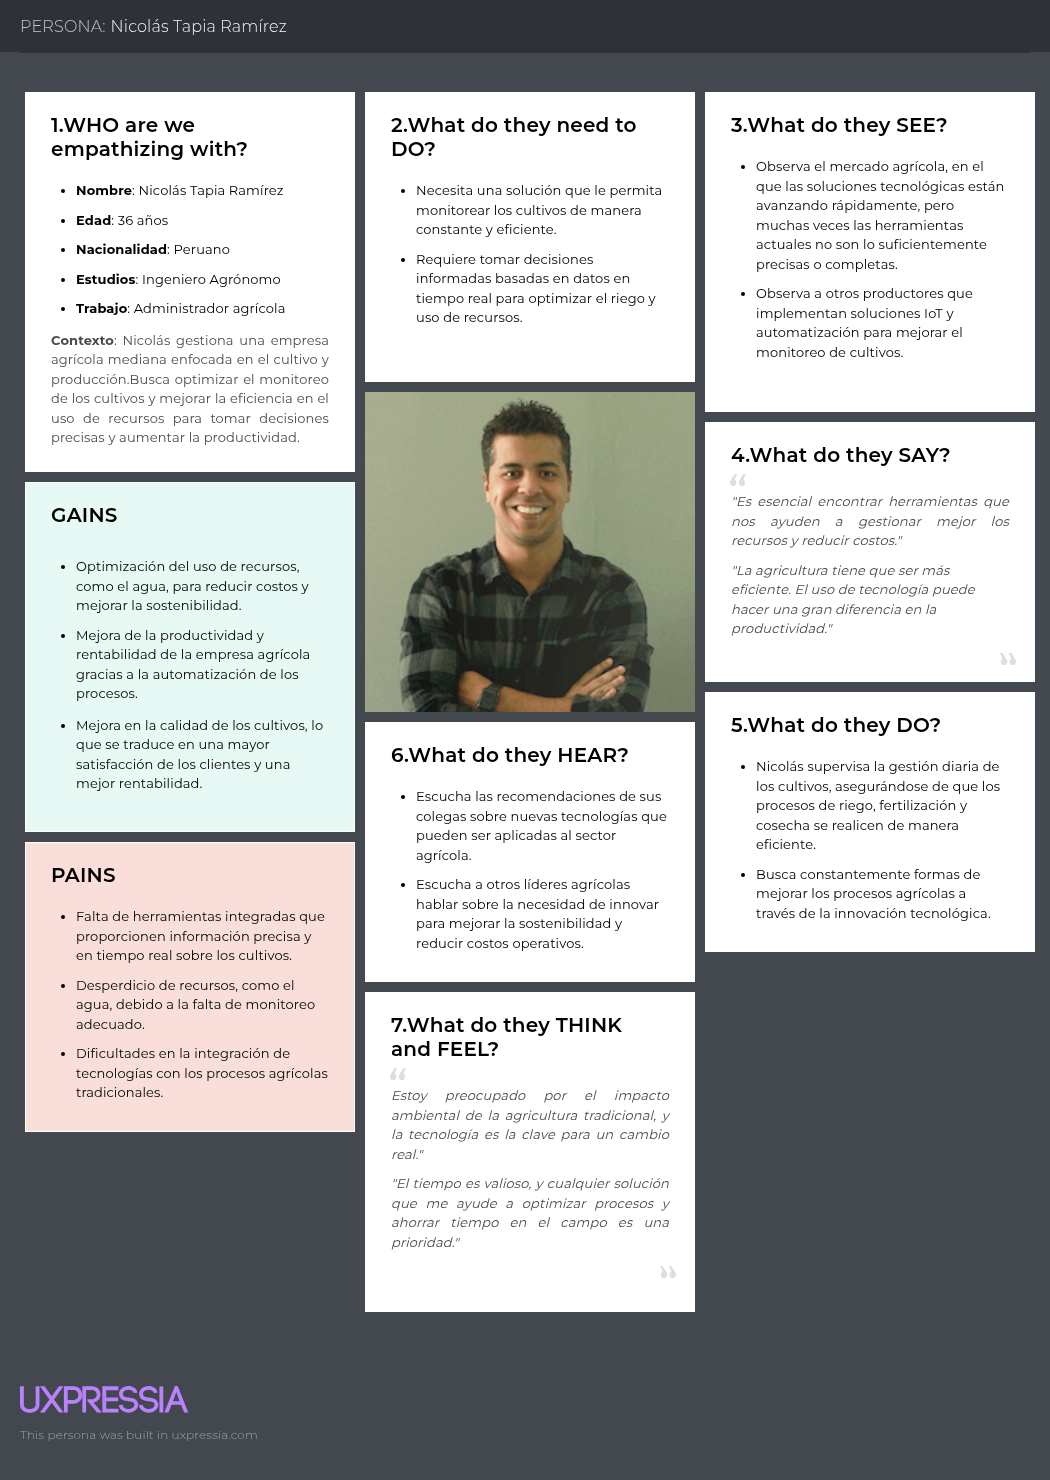 PERSONA: Nicolás Tapia Ramírez
1.WHO are we
empathizing with?
Nombre: Nicolás Tapia Ramírez
Edad: 36 años
Nacionalidad: Peruano
Estudios: Ingeniero Agrónomo
Trabajo: Administrador agrícola
Contexto: Nicolás gestiona una empresa
agrícola mediana enfocada en el cultivo y
producción.Busca optimizar el monitoreo
de los cultivos y mejorar la eficiencia en el
uso de recursos para tomar decisiones
precisas y aumentar la productividad.
GAINS
Optimización del uso de recursos,
como el agua, para reducir costos y
mejorar la sostenibilidad.
Mejora de la productividad y
rentabilidad de la empresa agrícola
gracias a la automatización de los
procesos.
Mejora en la calidad de los cultivos, lo
que se traduce en una mayor
satisfacción de los clientes y una
mejor rentabilidad.
PAINS
Falta de herramientas integradas que
proporcionen información precisa y
en tiempo real sobre los cultivos.
Desperdicio de recursos, como el
agua, debido a la falta de monitoreo
adecuado.
Dificultades en la integración de
tecnologías con los procesos agrícolas
tradicionales.
2.What do they need to
DO?
Necesita una solución que le permita
monitorear los cultivos de manera
constante y eficiente.
Requiere tomar decisiones
informadas basadas en datos en
tiempo real para optimizar el riego y
uso de recursos.
6.What do they HEAR?
Escucha las recomendaciones de sus
colegas sobre nuevas tecnologías que
pueden ser aplicadas al sector
agrícola.
Escucha a otros líderes agrícolas
hablar sobre la necesidad de innovar
para mejorar la sostenibilidad y
reducir costos operativos.
7.What do they THINK
and FEEL?
Estoy preocupado por el impacto
ambiental de la agricultura tradicional, y
la tecnología es la clave para un cambio
real."
"El tiempo es valioso, y cualquier solución
que me ayude a optimizar procesos y
ahorrar tiempo en el campo es una
prioridad."
3.What do they SEE?
Observa el mercado agrícola, en el
que las soluciones tecnológicas están
avanzando rápidamente, pero
muchas veces las herramientas
actuales no son lo suficientemente
precisas o completas.
Observa a otros productores que
implementan soluciones IoT y
automatización para mejorar el
monitoreo de cultivos.
4.What do they SAY?
"Es esencial encontrar herramientas que
nos ayuden a gestionar mejor los
recursos y reducir costos."
"La agricultura tiene que ser más
eficiente. El uso de tecnología puede
hacer una gran diferencia en la
productividad."
5.What do they DO?
Nicolás supervisa la gestión diaria de
los cultivos, asegurándose de que los
procesos de riego, fertilización y
cosecha se realicen de manera
eficiente.
Busca constantemente formas de
mejorar los procesos agrícolas a
través de la innovación tecnológica.
UXPRESSIA
This persona was built in uxpressia.com